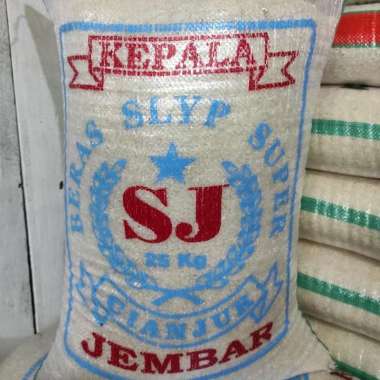 KEPALA
BERAS SLYP SUPER
SJ
25 KG
CIANJUR
JEMBAR